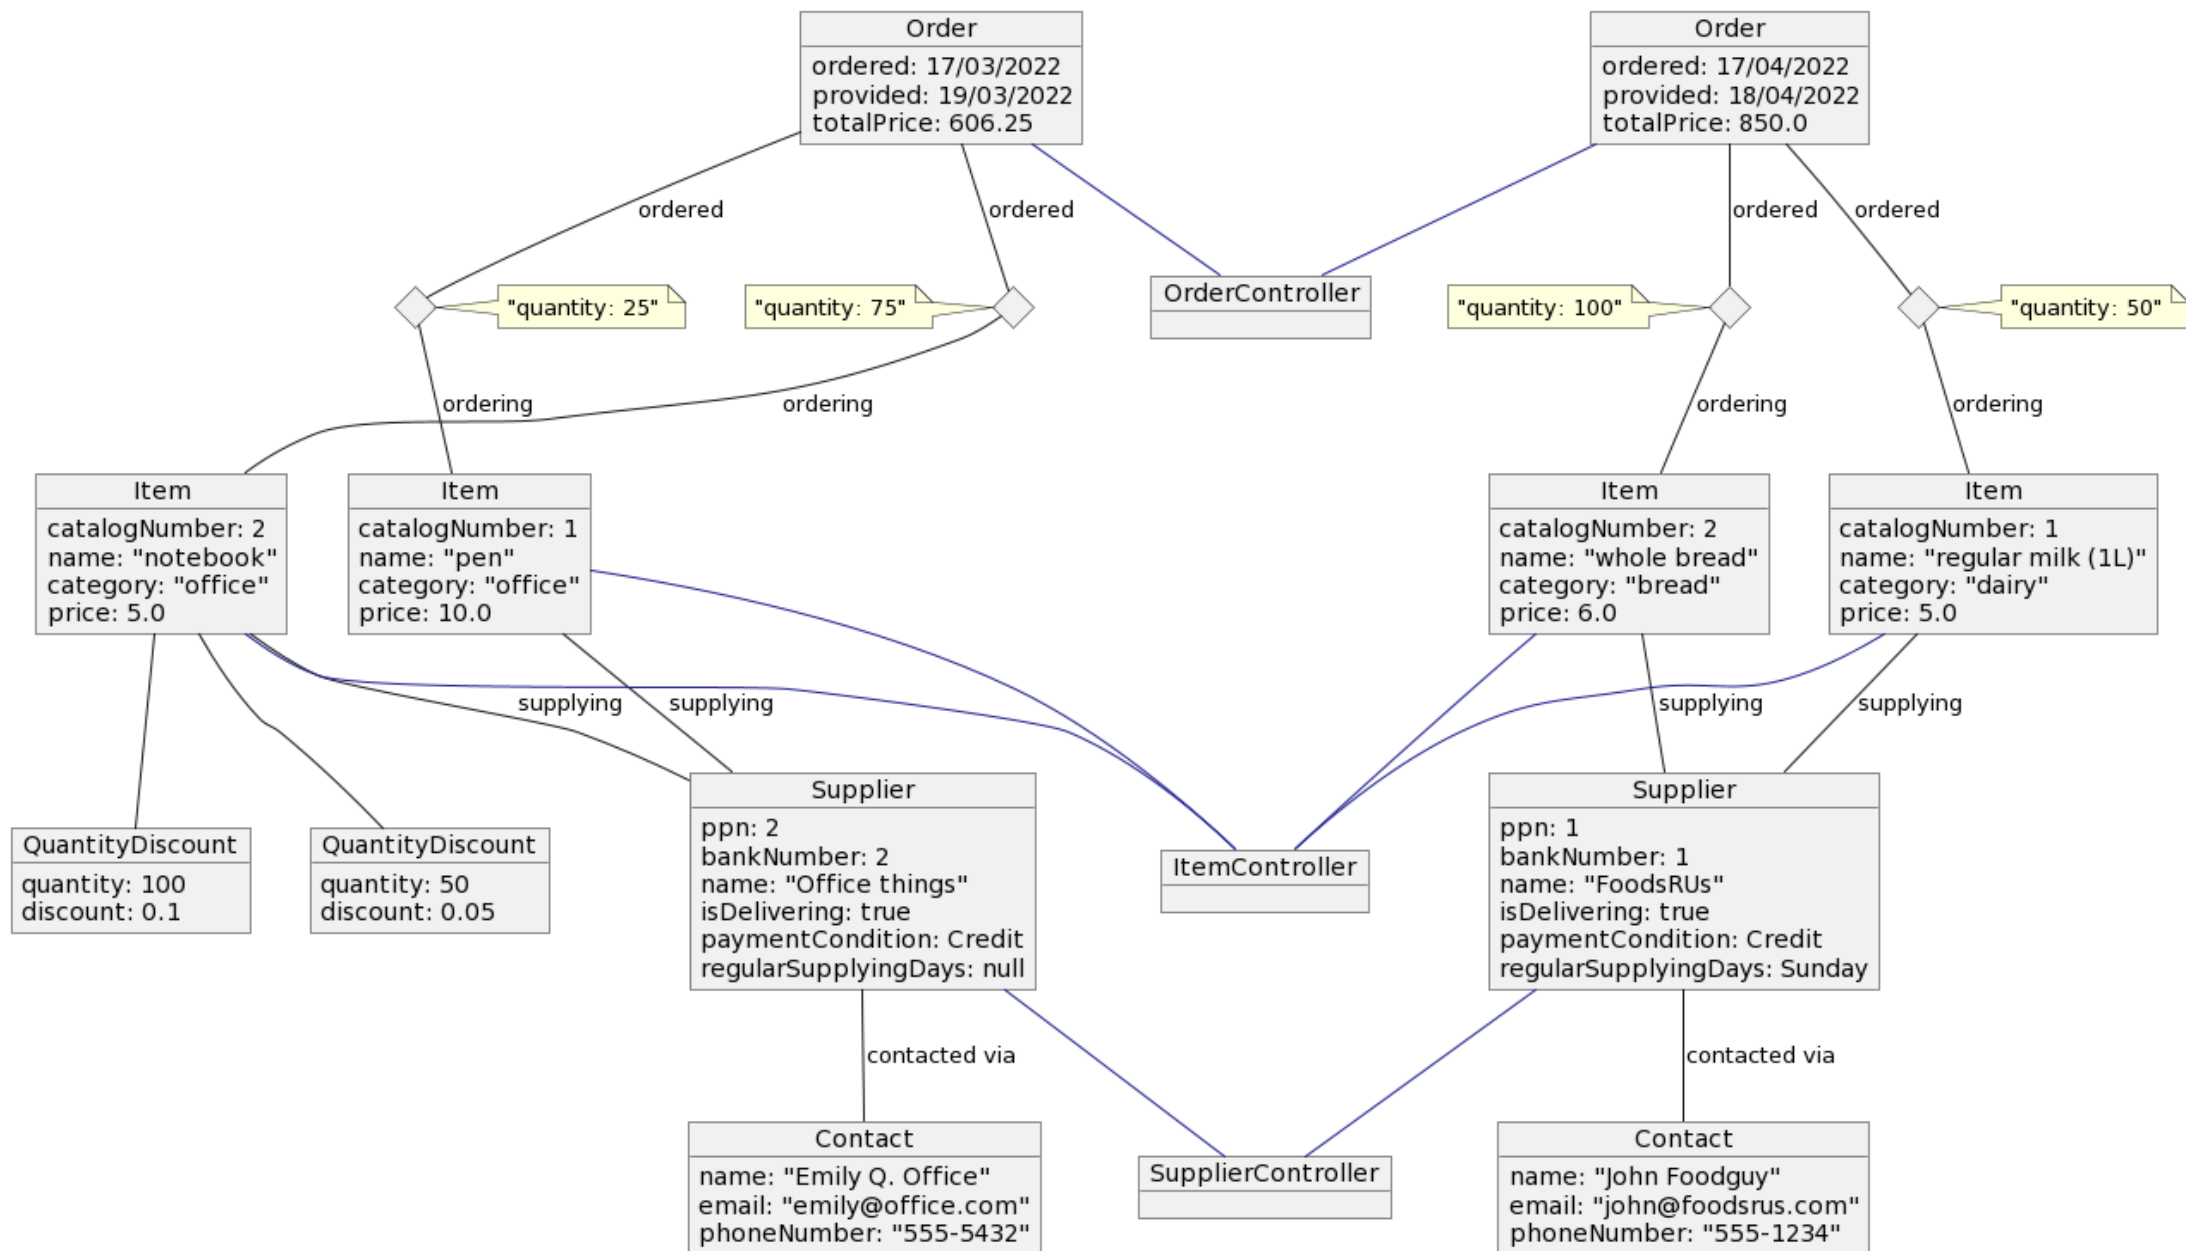 Order
ordered: 17/03/2022
provided: 19/03/2022
totalPrice: 606.25
Order
ordered: 17/04/2022
provided: 18/04/2022
totalPrice: 850.0
ordered
ordered
ordered
ordered
"quantity: 25"
"quantity: 75"
OrderController
"quantity: 100"
"quantity: 50"
ordering
ordering
ordering
ordering
Item
catalogNumber: 2
name: "notebook"
category: "office"
price: 5.0
Item
catalogNumber: 1
name: "pen"
category: "office"
price: 10.0
Item
catalogNumber: 2
name: "whole bread"
category: "bread"
price: 6.0
Item
catalogNumber: 1
name: "regular milk (1L)"
category: "dairy"
price: 5.0
supplying
supplying
supplying
supplying
QuantityDiscount
quantity: 100
discount: 0.1
QuantityDiscount
quantity: 50
discount: 0.05
Supplier
ppn: 2
bankNumber: 2
name: "Office things"
isDelivering: true
paymentCondition: Credit
regularSupplyingDays: null
ItemController
Supplier
ppn: 1
bankNumber: 1
name: "FoodsRUs"
isDelivering: true
paymentCondition: Credit
regularSupplyingDays: Sunday
contacted via
contacted via
Contact
name: "Emily Q. Office"
email: "emily@office.com"
phoneNumber: "555-5432"
SupplierController
Contact
name: "John Foodguy"
email: "john@foodsrus.com"
phoneNumber: "555-1234"